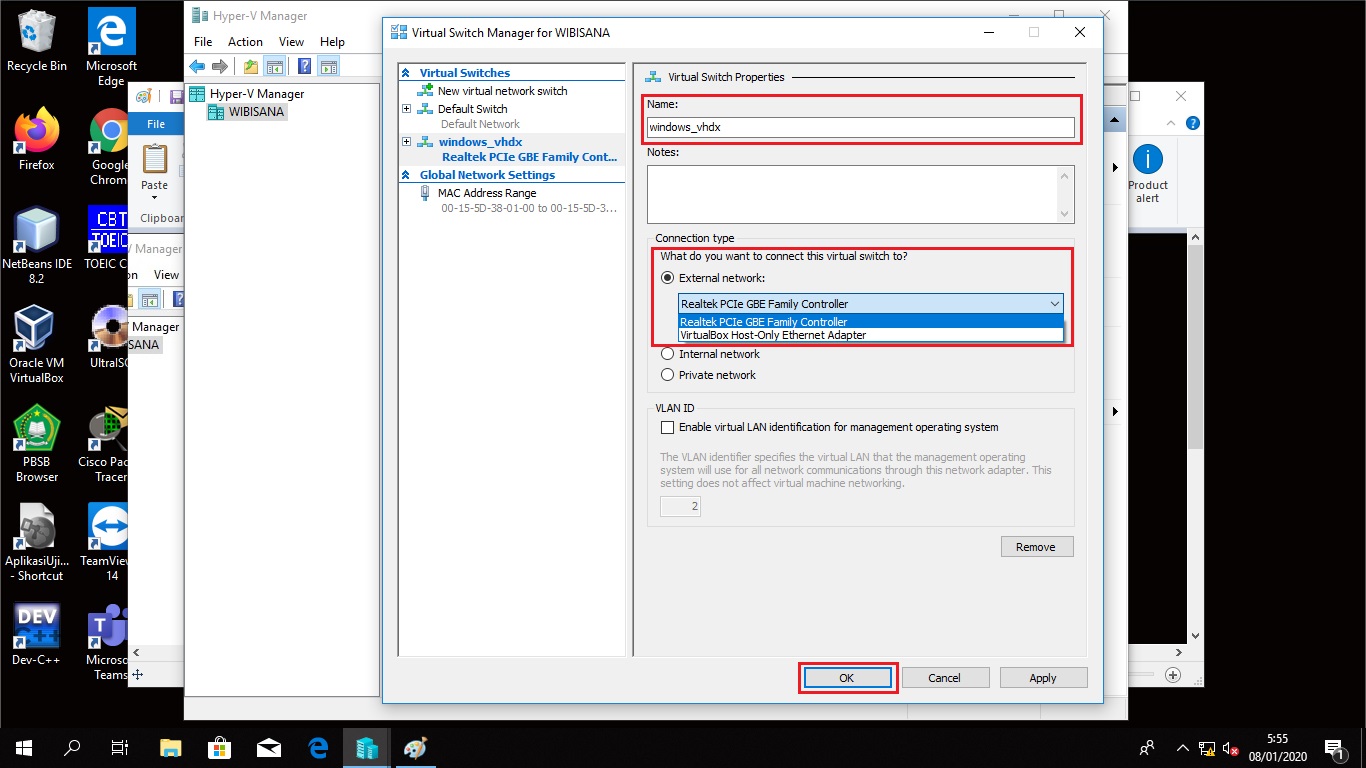 Recycle Bin
Microsoft
Edge
Firefox
Google
Chrom
NetBeans IDE
8.2
TOEIC C
CBT
TOEIC
Oracle VM
VirtualBox
UltralSC
PBSB
Browser
Cisco Pac
Tracer
AplikasiUji...
- Shortcut
TeamView
14
DEV
C++
Dev-C++
Microso
Teams
File
Paste
Clipboar
V Manager
on
View
Manager
SANA
Hyper-V Manager
File
Action
View
Help
Hyper-V Manager
WIBISANA
Virtual Switch Manager for WIBISANA
Virtual Switches
New virtual network switch
Default Switch
Default Network
windows_vhdx
Realtek PCIe GBE Family Cont...
Global Network Settings
MAC Address Range
00-15-5D-38-01-00 to 00-15-5D-3...
Virtual Switch Properties
Name:
windows_vhdx
Notes:
Connection type
What do you want to connect this virtual switch to?
External network:
Realtek PCIe GBE Family Controller
Realtek PCIe GBE Family Controller
VirtualBox Host-Only Ethernet Adapter
Internal network
Private network
VLAN ID
Enable virtual LAN identification for management operating system
The VLAN identifier specifies the virtual LAN that the management operating
system will use for all network communications through this network adapter. This
setting does not affect virtual machine networking.
2
Remove
OK
Cancel
Apply
Product
alert
5:55
08/01/2020
1